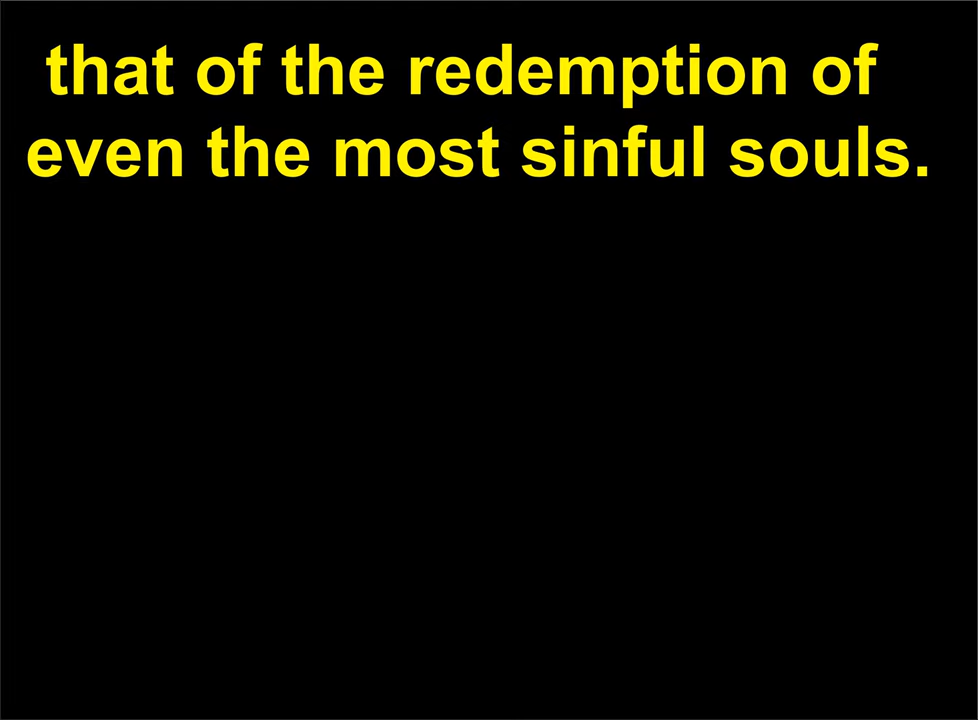 that of the redemption of
even the most sinful souls.